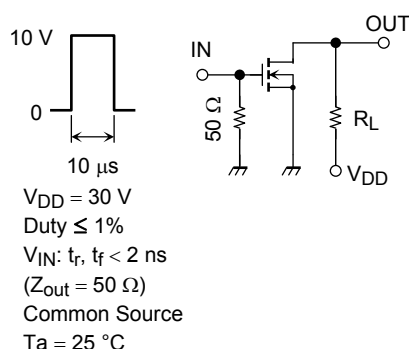 10 V
0
10 μs
IN
50 Ω
OUT
RL
VDD
VDD = 30 V
Duty ≤ 1%
VIN: tr, tf < 2 ns
(Zout = 50 Ω)
Common Source
Ta = 25 °C